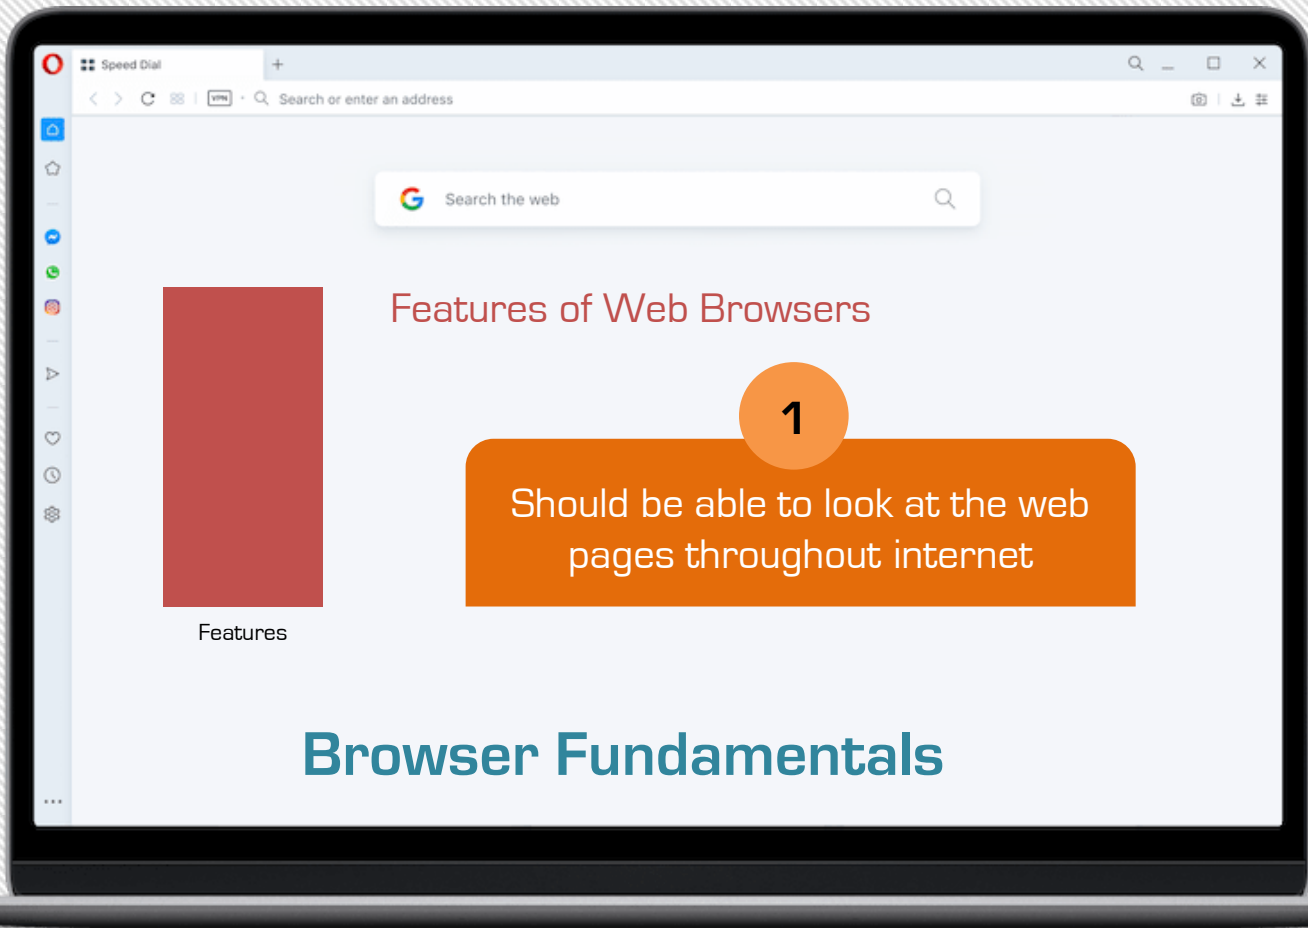 Speed Dial
VPN
Search or enter an address
Search the web
Features of Web Browsers
1
Should be able to look at the web
pages throughout internet
Features
Browser Fundamentals